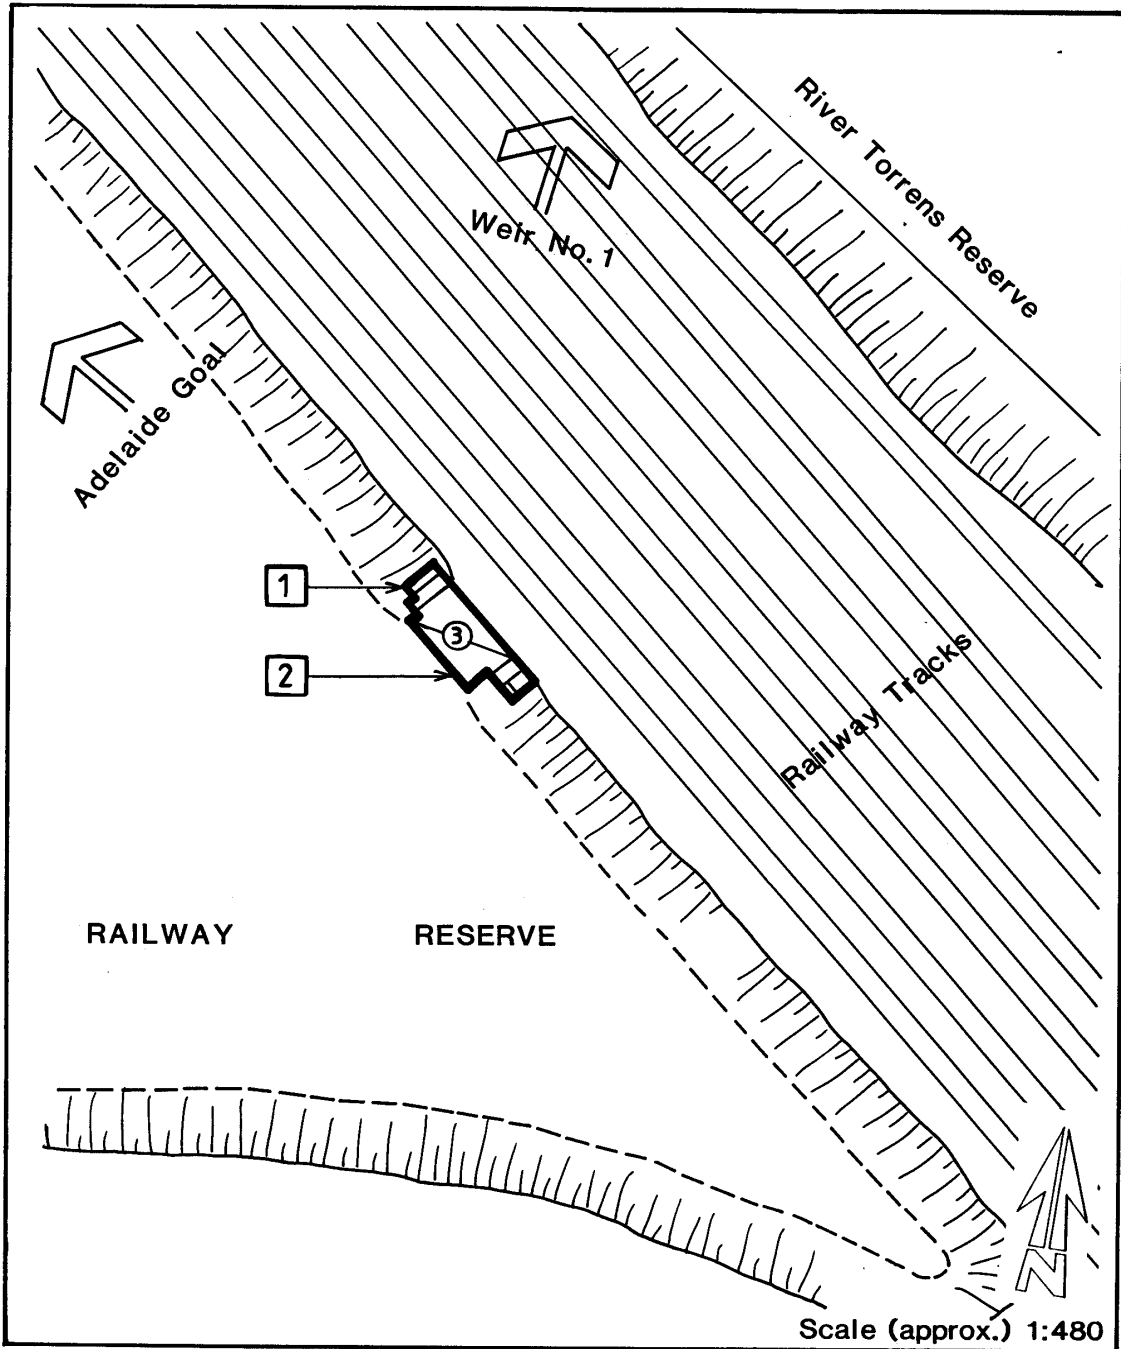 River Torrens Reserve
Weir No. 1
Adelaide Goal
1
3
2
Railway Tracks
RAILWAY RESERVE
N
Scale (approx.) 1:480